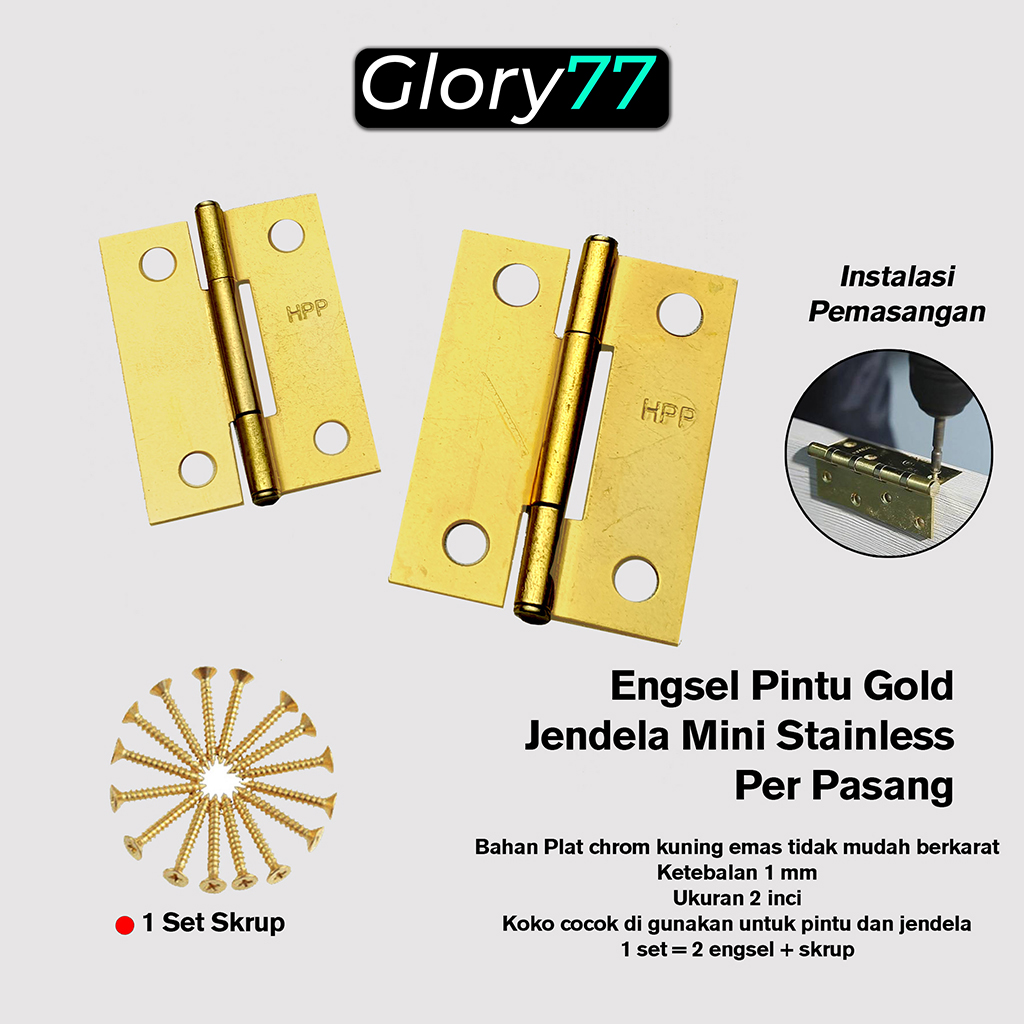 Glory77
HPP
HPP
Instalasi
Pemasangan
Engsel Pintu Gold
Jendela Mini Stainless
Per Pasang
Bahan Plat chrom kuning emas tidak mudah berkarat
Ketebalan 1 mm
Ukuran 2 inci
Koko cocok di gunakan untuk pintu dan jendela
1 set = 2 engsel + skrup
1 Set Skrup